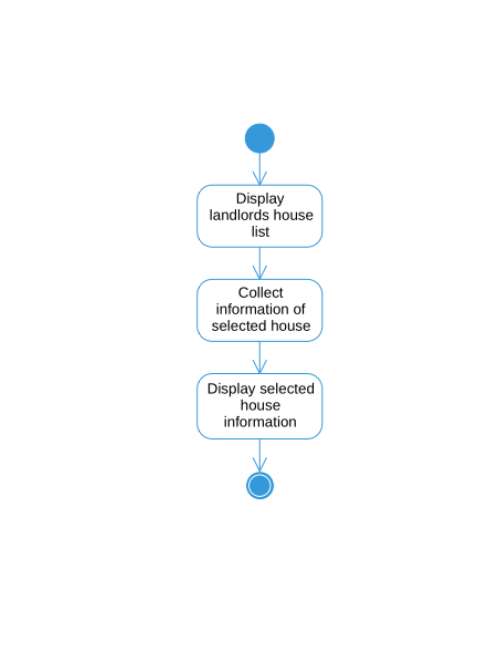 Display
landlords house
list
Collect
information of
selected house
Display selected
house
information